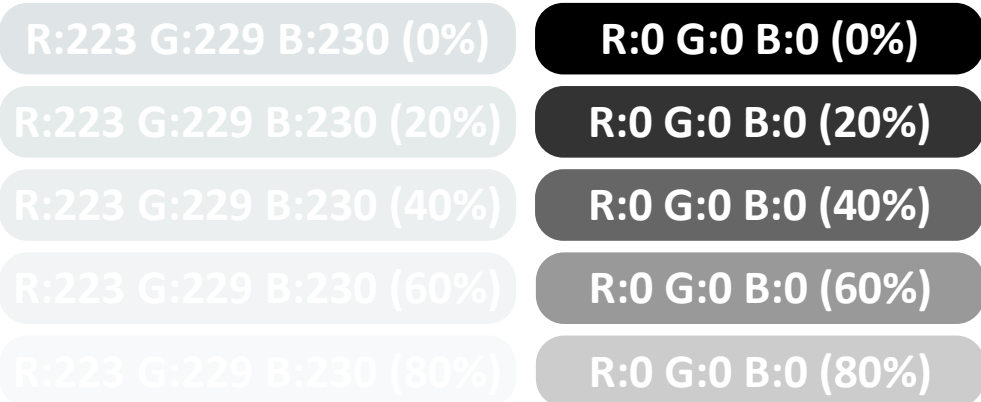 R:223 G:229 B:230 (0%)
R:0 G:0 B:0 (0%)
R:223 G:229 B:230 (20%)
R:0 G:0 B:0 (20%)
R:223 G:229 B:230 (40%)
R:0 G:0 B:0 (40%)
R:223 G:229 B:230 (60%)
R:0 G:0 B:0 (60%)
R:223 G:229 B:230 (80%)
R:0 G:0 B:0 (80%)